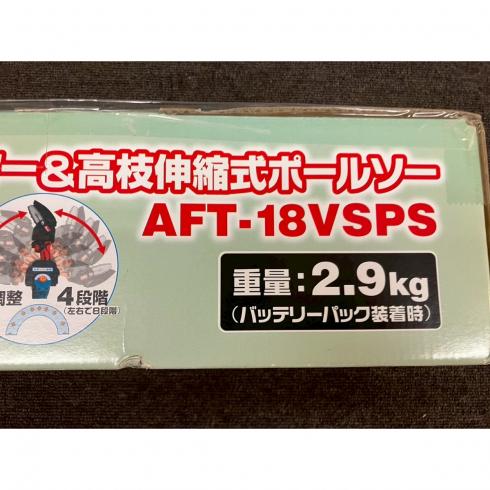 ー&高枝伸縮式ポールソー
AFT-18VSPS
調整
4段階
(左右で8段階)
重量:2.9kg
(バッテリーパック装着時)